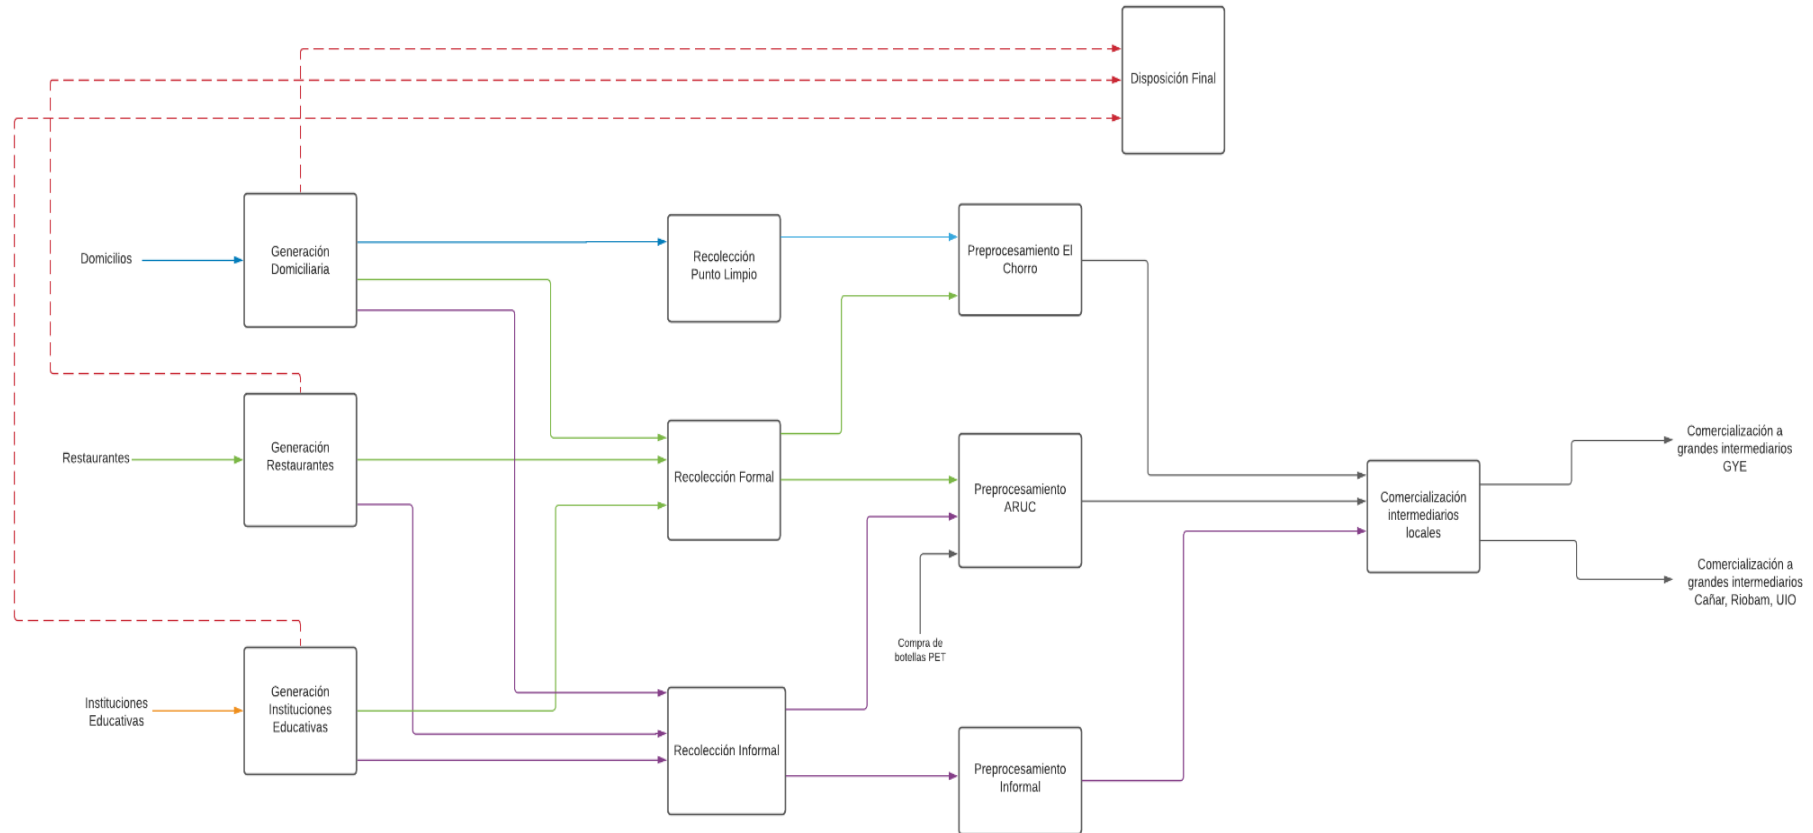 Disposición Final
Domicilios
Generación
Domiciliaria
Recolección
Punto Limpio
Preprocesamiento El
Chorro
Restaurantes
Generación
Restaurantes
Recolección Formal
Preprocesamiento
ARUC
Comercialización
intermediarios
locales
Comercialización a
grandes intermediarios
GYE
Comercialización a
grandes intermediarios
Cañar, Riobam, UIO
Compra de
botellas PET
Instituciones
Educativas
Generación
Instituciones
Educativas
Recolección Informal
Preprocesamiento
Informal